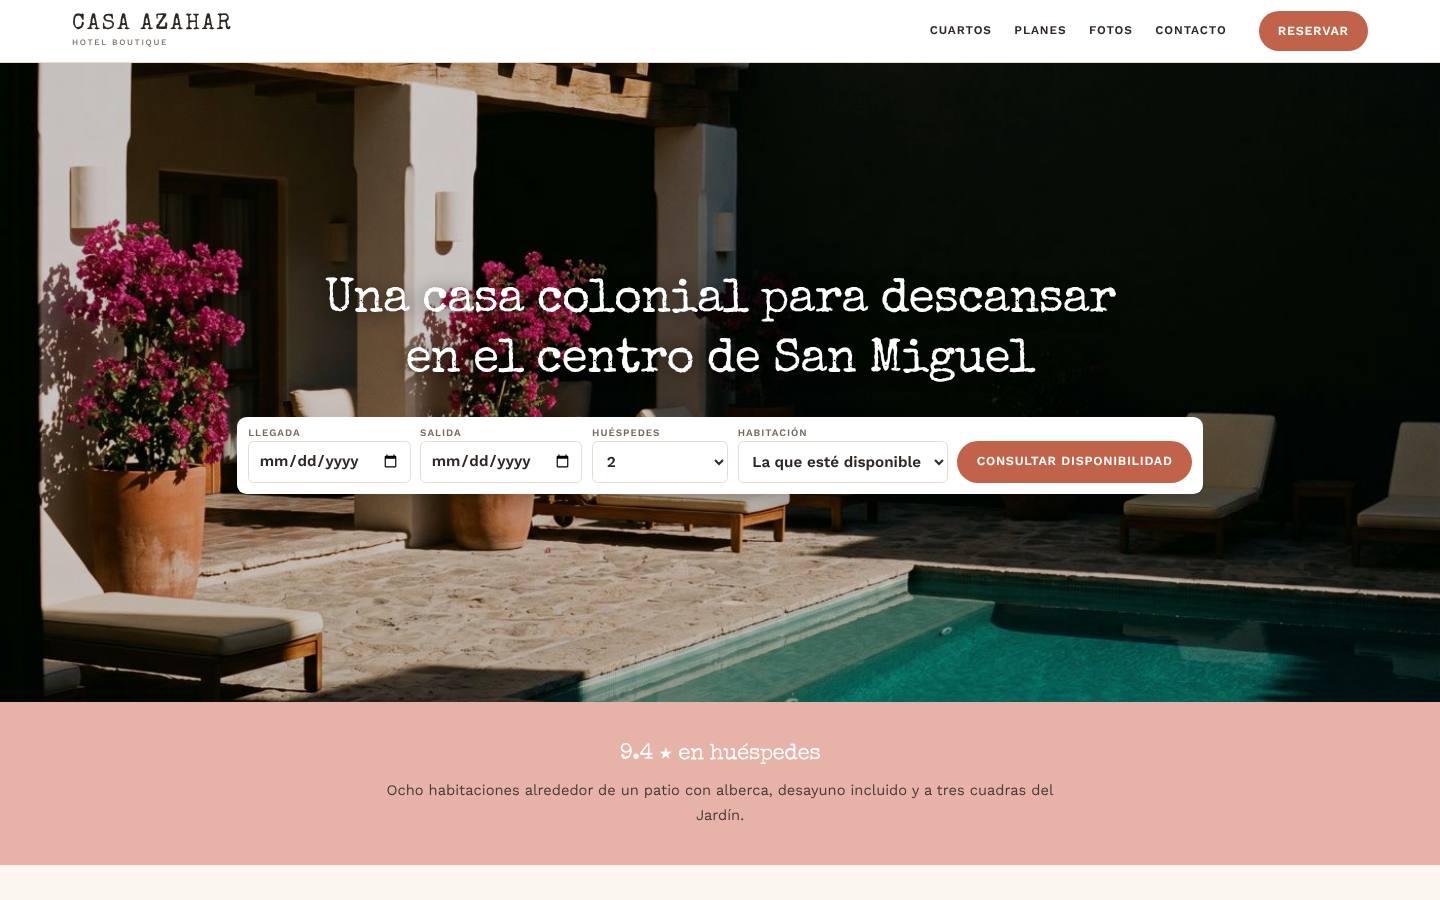 CASA AZAHAR
HOTEL BOUTIQUE
CUARTOS PLANES FOTOS CONTACTO RESERVAR
Una casa colonial para descansar
en el centro de San Miguel
LLEGADA SALIDA HUÉSPEDES HABITACIÓN
mm/dd/yyyy mm/dd/yyyy 2 La que esté disponible CONSULTAR DISPONIBILIDAD
9.4 ★ en huéspedes
Ocho habitaciones alrededor de un patio con alberca, desayuno incluido y a tres cuadras del
Jardín.